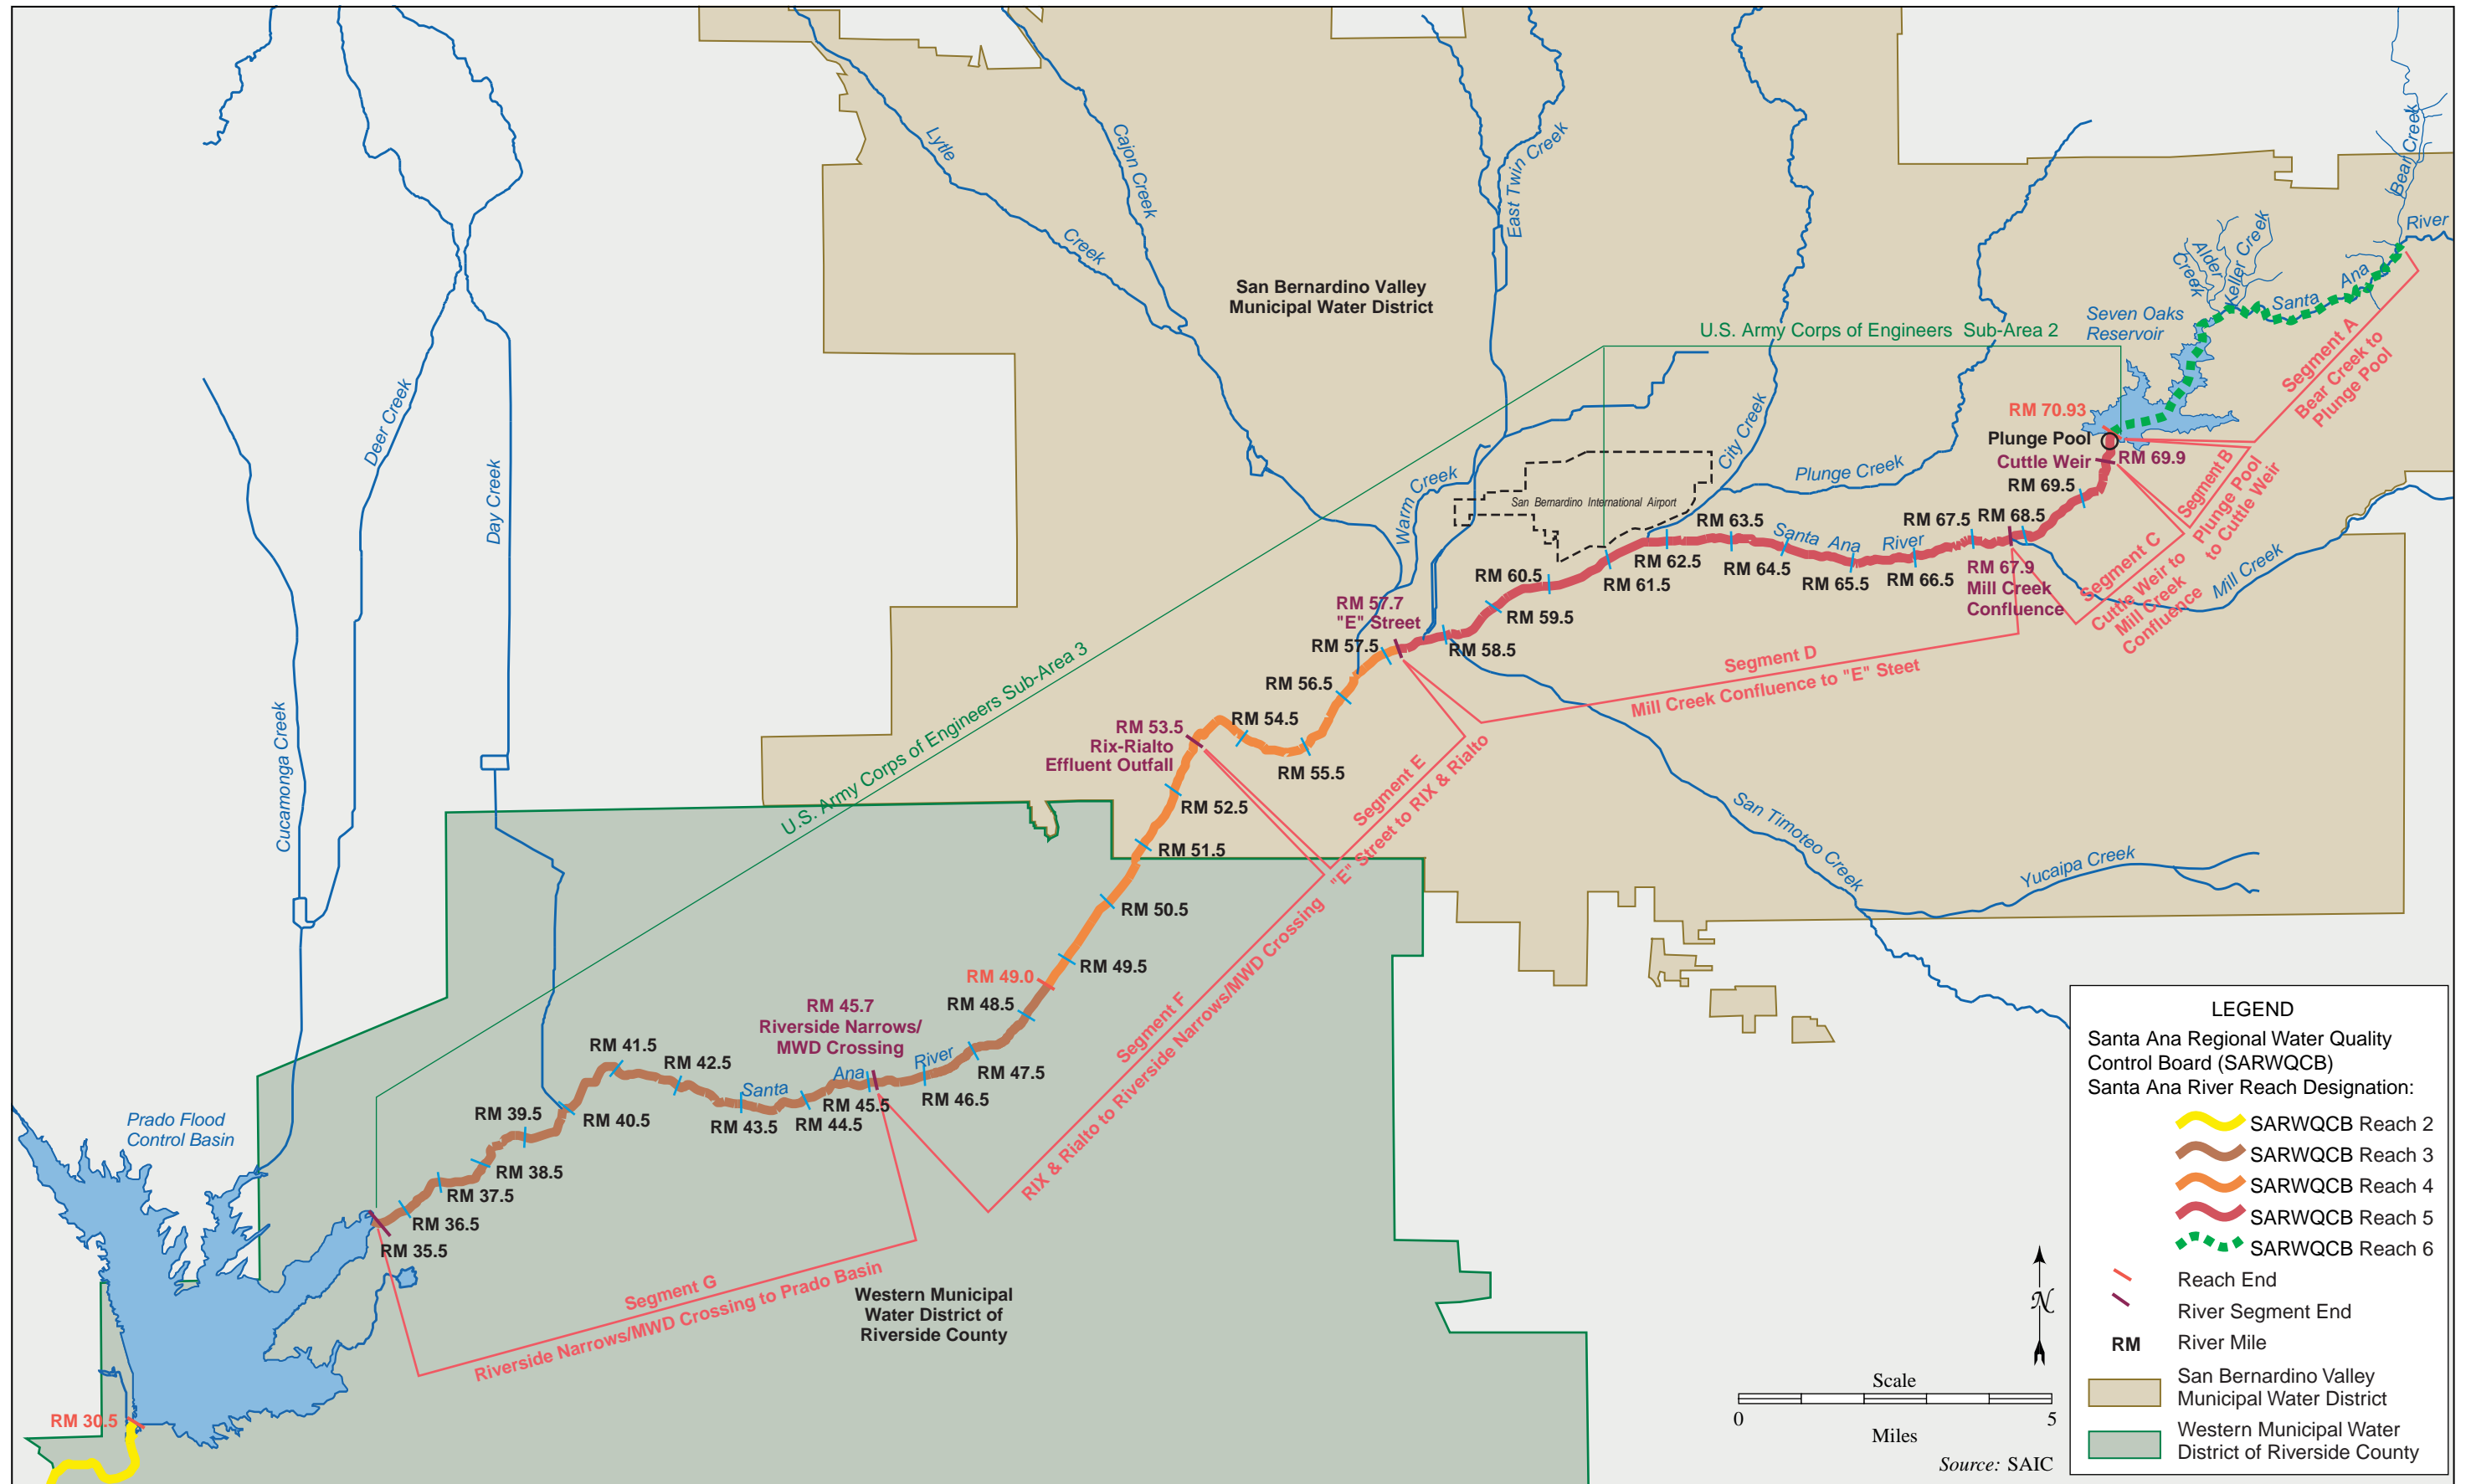 Lytle
Creek
Cajon Creek
East Twin Creek
Bear Creek
River
Alder
Creek
Keller Creek
Santa
Ana
San Bernardino Valley
Municipal Water District
Seven Oaks
Reservoir
U.S. Army Corps of Engineers Sub-Area 2
Segment A
Bear Creek to
Plunge Pool
RM 70.93
Plunge Pool
Cuttle Weir
RM 69.9
RM 69.5
Segment B
Plunge Pool
to Cuttle Weir
Deer Creek
Day Creek
Warm Creek
City Creek
Plunge Creek
San Bernardino International Airport
RM 63.5
Santa Ana
River
RM 67.5
RM 68.5
RM 62.5
RM 64.5
RM 65.5
RM 66.5
RM 60.5
RM 61.5
RM 67.9
Mill Creek
Confluence
Segment C
Cuttle Weir to
Mill Creek
Confluence
Mill Creek
RM 57.7
"E" Street
RM 59.5
RM 57.5
RM 58.5
Segment D
Mill Creek Confluence to "E" Steet
U.S. Army Corps of Engineers Sub-Area 3
RM 56.5
RM 54.5
RM 53.5
Rix-Rialto
Effluent Outfall
RM 55.5
Cucamonga Creek
RM 52.5
Segment E
"E" Street to RIX & Rialto
RM 51.5
San Timoteo Creek
Yucaipa Creek
RM 50.5
RM 49.5
RM 49.0
RM 48.5
RM 45.7
Riverside Narrows/
MWD Crossing
Segment F
RIX & Rialto to Riverside Narrows/MWD Crossing
RM 41.5
RM 42.5
Santa
Ana
River
RM 47.5
RM 46.5
RM 45.5
RM 44.5
RM 43.5
RM 39.5
RM 40.5
Prado Flood
Control Basin
RM 38.5
RM 37.5
RM 36.5
RM 35.5
Segment G
Riverside Narrows/MWD Crossing to Prado Basin
Western Municipal
Water District of
Riverside County
RM 30.5
LEGEND
Santa Ana Regional Water Quality
Control Board (SARWQCB)
Santa Ana River Reach Designation:
SARWQCB Reach 2
SARWQCB Reach 3
SARWQCB Reach 4
SARWQCB Reach 5
SARWQCB Reach 6
Reach End
River Segment End
RM River Mile
San Bernardino Valley
Municipal Water District
Western Municipal Water
District of Riverside County
N
Scale
0 5
Miles
Source: SAIC